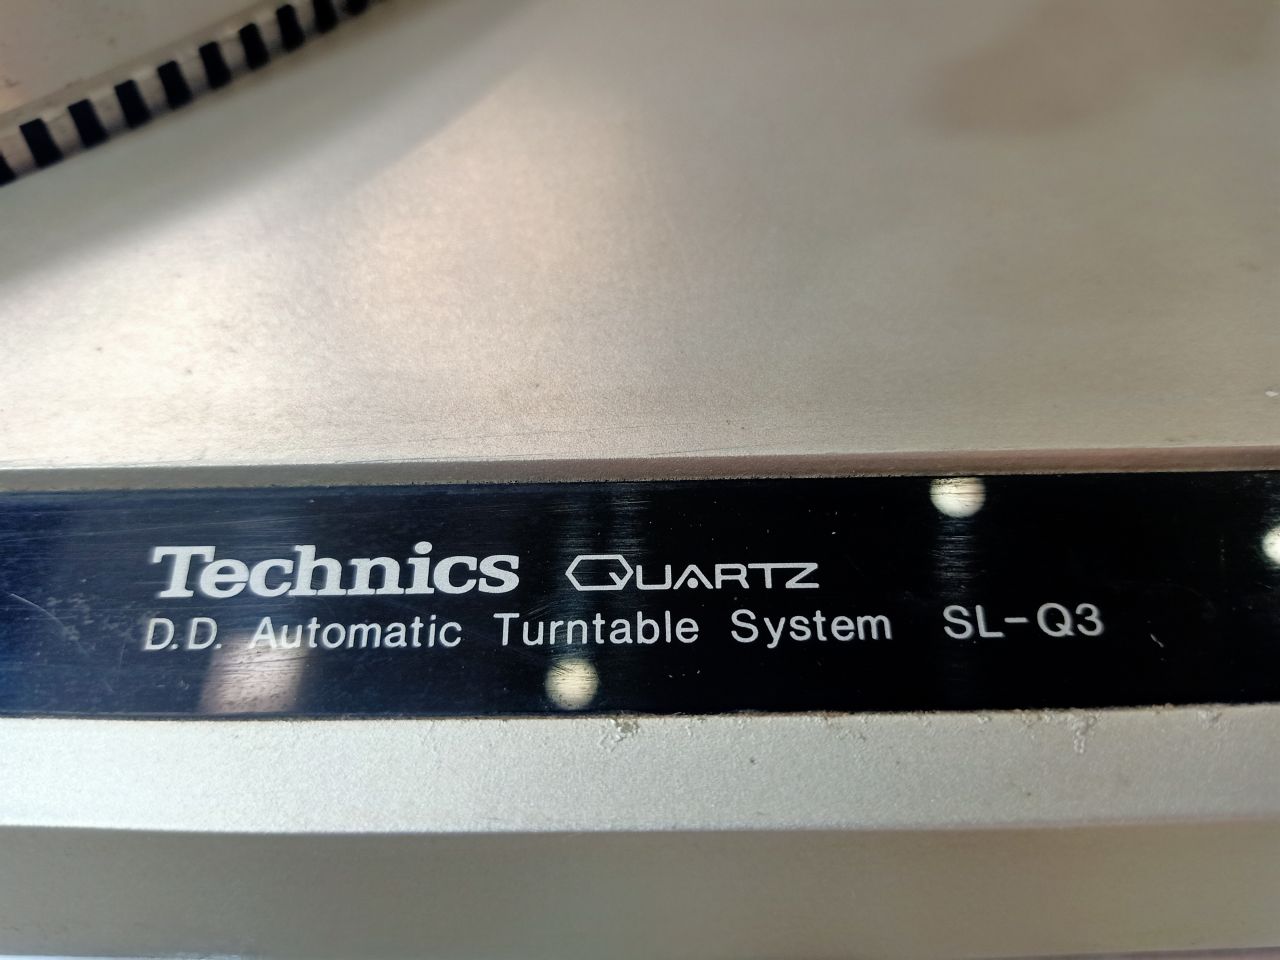 Technics QUARTZ
D.D. Automatic Turntable System SL-Q3